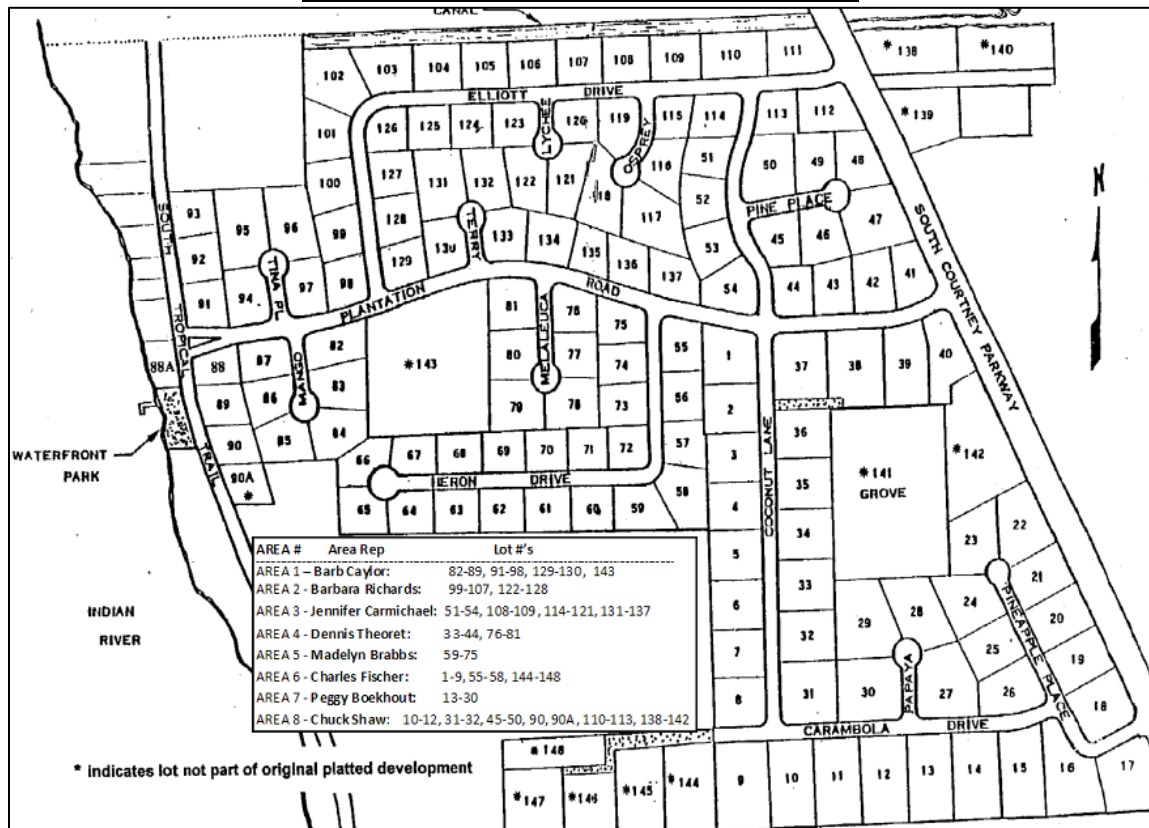 CANAL
102 103 104 105 106 107 108 109 110 111
* 138 * 140
ELLIOTT DRIVE
* 139
101 126 125 124 123 LYCHEE 120 119 OSPREY 115 114 113 112
100 127 131 132 122 121 118 116 51 50 49 48
128 117 52 PINE PLACE 47
SOUTH COURTNEY PARKWAY
N
SOUTH TROPICAL TRAIL
93 95 96 99 129 130 TERRY 133 134 135 136 137 53 45 46
92 TINA PL 54 44 43 42 41
91 94 97 98
PLANTATION ROAD
81 76 75
88A 88 87 82 * 143 80 MELALEUCA 77 74 55 1 37 38 39 40
89 86 MANGO 83 79 78 73 56 2
WATERFRONT
PARK
90 85 84 57 36
90A
*
66 67 68 69 70 71 72 3 COCONUT LANE * 141 * 142
GROVE
HERON DRIVE
58 35
65 64 63 62 61 60 59 4 34
5 23 22
AREA # Area Rep Lot #'s
AREA 1 – Barb Caylor: 82-89, 91-98, 129-130, 143
AREA 2 - Barbara Richards: 99-107, 122-128
AREA 3 - Jennifer Carmichael: 51-54, 108-109, 114-121, 131-137
AREA 4 - Dennis Theoret: 33-44, 76-81
AREA 5 - Madelyn Brabbs: 59-75
AREA 6 - Charles Fischer: 1-9, 55-58, 144-148
AREA 7 - Peggy Boekhout: 13-30
AREA 8 - Chuck Shaw: 10-12, 31-32, 45-50, 90, 90A, 110-113, 138-142
INDIAN
RIVER
33 21
6 28 24 PINEAPPLE PLACE 20
32 29 25 19
7 PAPAYA
8 31 30 27 26 18
CARAMBOLA DRIVE
* 148
* indicates lot not part of original platted development
* 147 * 146 * 145 * 144 9 10 11 12 13 14 15 16 17